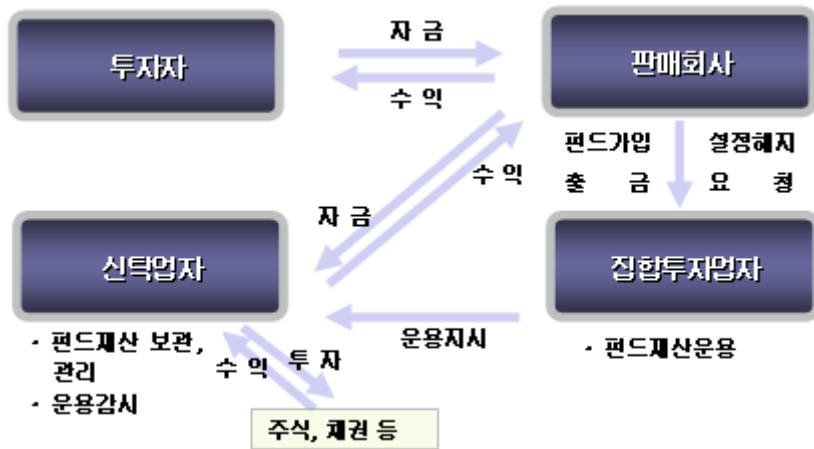 자 금
투자자
판매회사
수 익
펀드가입 설정해지
출 금 요 청
수 익
자 금
신탁업자
집합투자업자
운용지시
· 펀드재산 보관,
관리
· 운용감시
수 익
투 자
· 펀드재산운용
주식, 채권 등